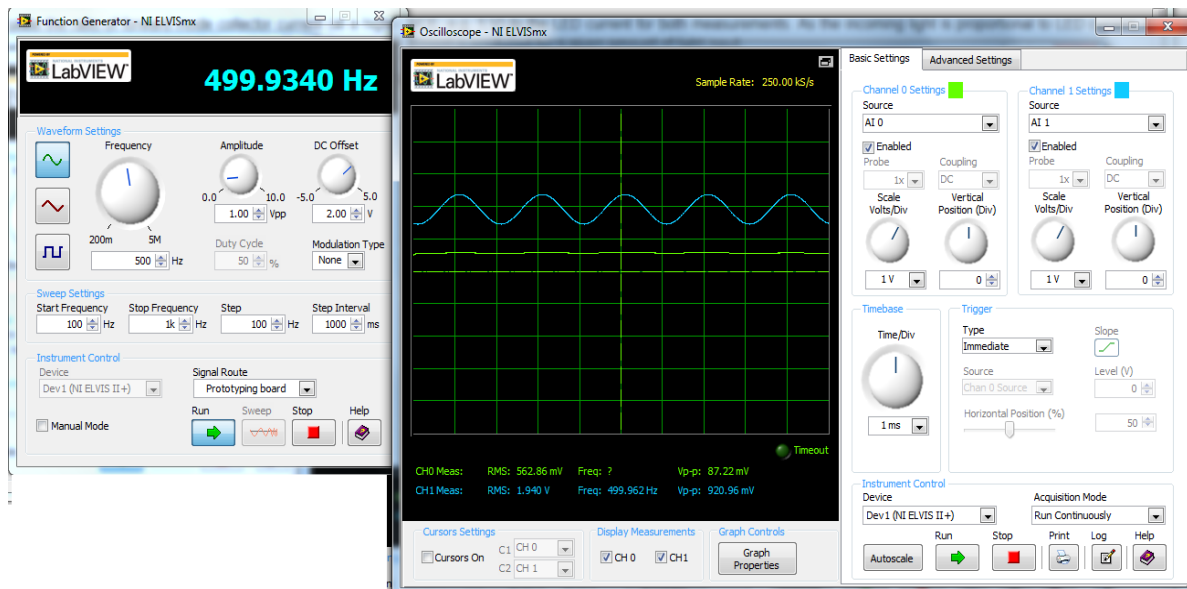 Function Generator - NI ELVISmx
LabVIEW
499.9340 Hz
Waveform Settings
Frequency
Amplitude
DC Offset
0.0
10.0
-5.0
5.0
1.00 Vpp
2.00 V
200m
5M
500 Hz
Duty Cycle
50 %
Modulation Type
None
Sweep Settings
Start Frequency
Stop Frequency
Step
Step Interval
100 Hz
1k Hz
100 Hz
1000 ms
Instrument Control
Device
Signal Route
Dev1 (NI ELVIS II+)
Prototyping board
Run
Sweep
Stop
Help
Manual Mode
Oscilloscope - NI ELVISmx
LabVIEW
Sample Rate: 250.00 kS/s
Timeout
CH0 Meas: RMS: 562.86 mV Freq: ? Vp-p: 87.22 mV
CH1 Meas: RMS: 1.940 V Freq: 499.962 Hz Vp-p: 920.96 mV
Cursors Settings
Cursors On
C1 CH 0
C2 CH 1
Display Measurements
CH 0
CH1
Graph Controls
Graph
Properties
Basic Settings
Advanced Settings
Channel 0 Settings
Source
AI 0
Enabled
Probe
Coupling
1x
DC
Scale
Volts/Div
Vertical
Position (Div)
1 V
0
Channel 1 Settings
Source
AI 1
Enabled
Probe
Coupling
1x
DC
Scale
Volts/Div
Vertical
Position (Div)
1 V
0
Timebase
Time/Div
1 ms
Trigger
Type
Immediate
Slope
Source
Chan 0 Source
Level (V)
0
Horizontal Position (%)
50
Instrument Control
Device
Acquisition Mode
Dev1 (NI ELVIS II+)
Run Continuously
Run
Stop
Print
Log
Help
Autoscale